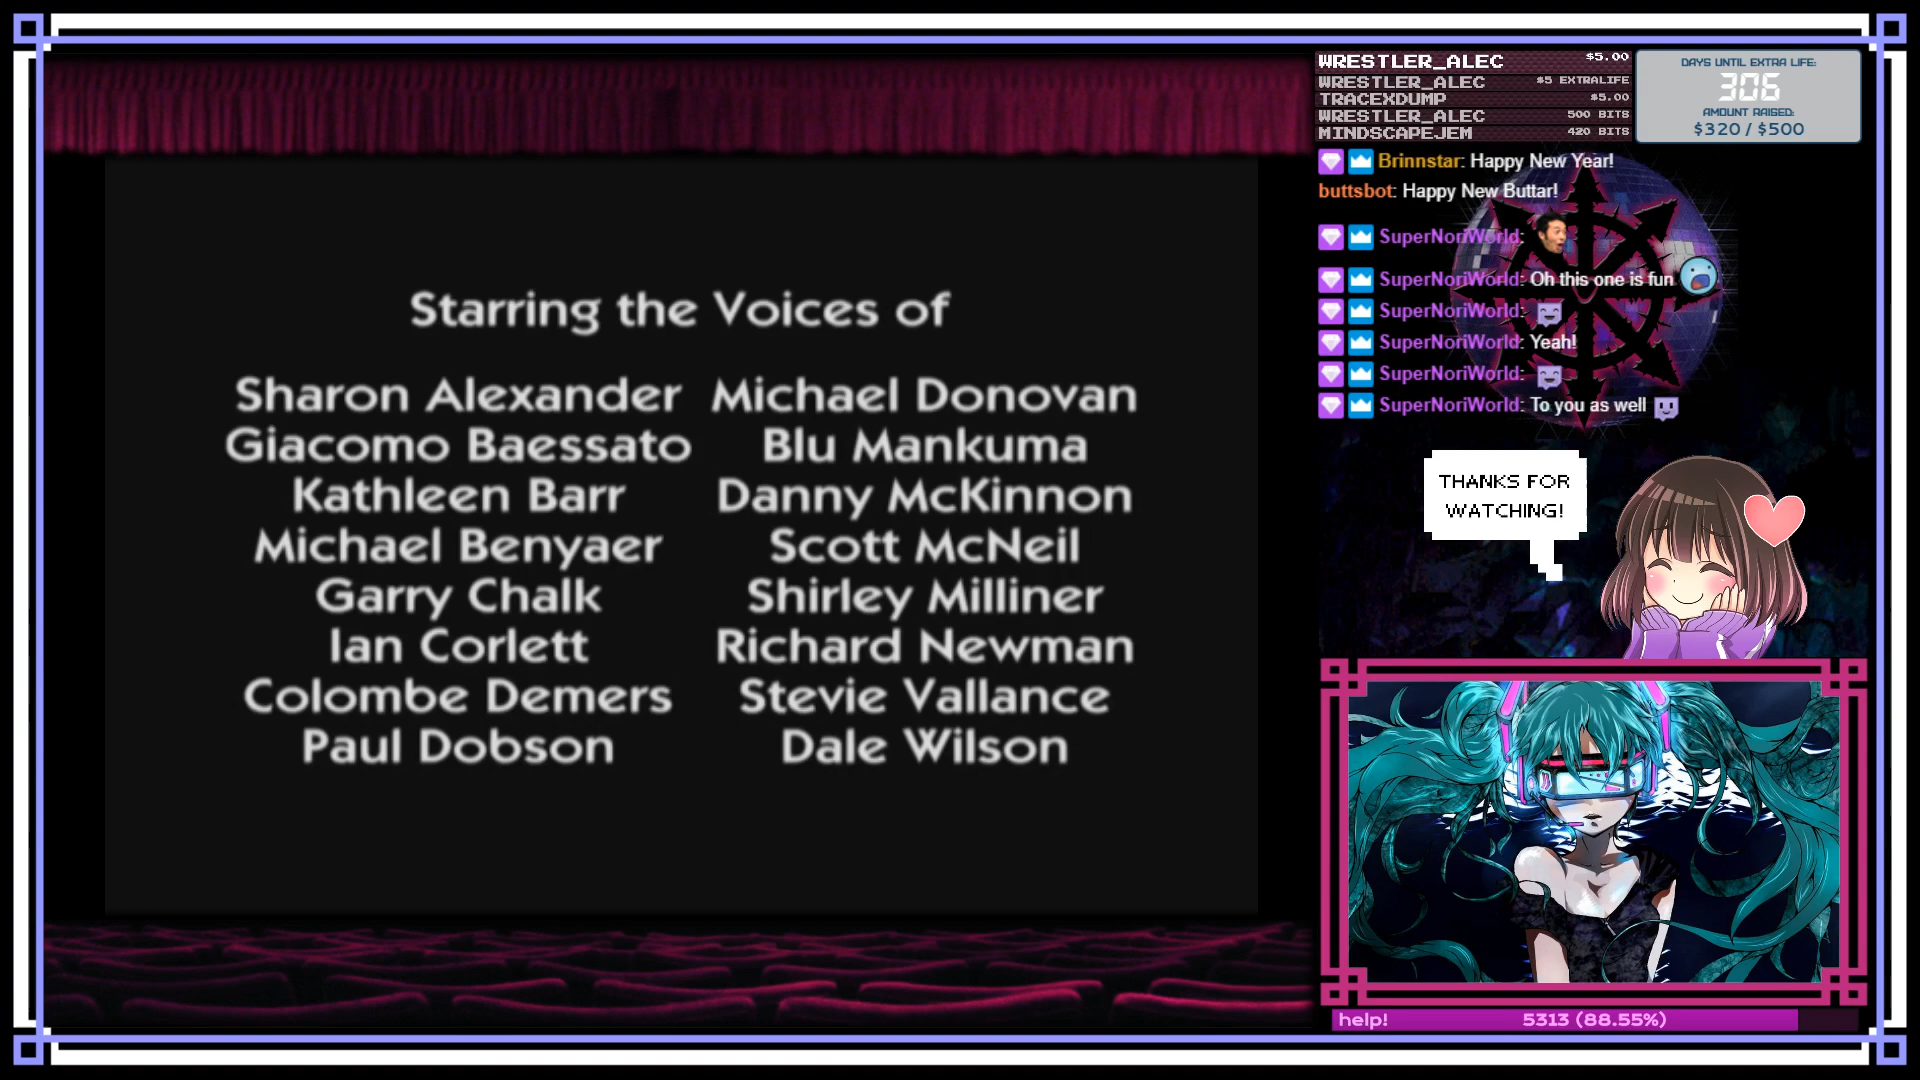 Starring the Voices of
Sharon Alexander Michael Donovan
Giacomo Baessato Blu Mankuma
Kathleen Barr Danny McKinnon
Michael Benyaer Scott McNeil
Garry Chalk Shirley Milliner
Ian Corlett Richard Newman
Colombe Demers Stevie Vallance
Paul Dobson Dale Wilson
WRESTLER_ALEC $5.00
WRESTLER_ALEC $5 EXTRALIFE
TRACEXDUMP $5.00
WRESTLER_ALEC 500 BITS
MINDSCAPEJEM 420 BITS
DAYS UNTIL EXTRA LIFE:
306
AMOUNT RAISED:
$320 / $500
Brinnstar: Happy New Year!
buttsbot: Happy New Buttar!
SuperNoriWorld:
SuperNoriWorld: Oh this one is fun
SuperNoriWorld:
SuperNoriWorld: Yeah!
SuperNoriWorld:
SuperNoriWorld: To you as well
THANKS FOR
WATCHING!
help! 5313 (88.55%)